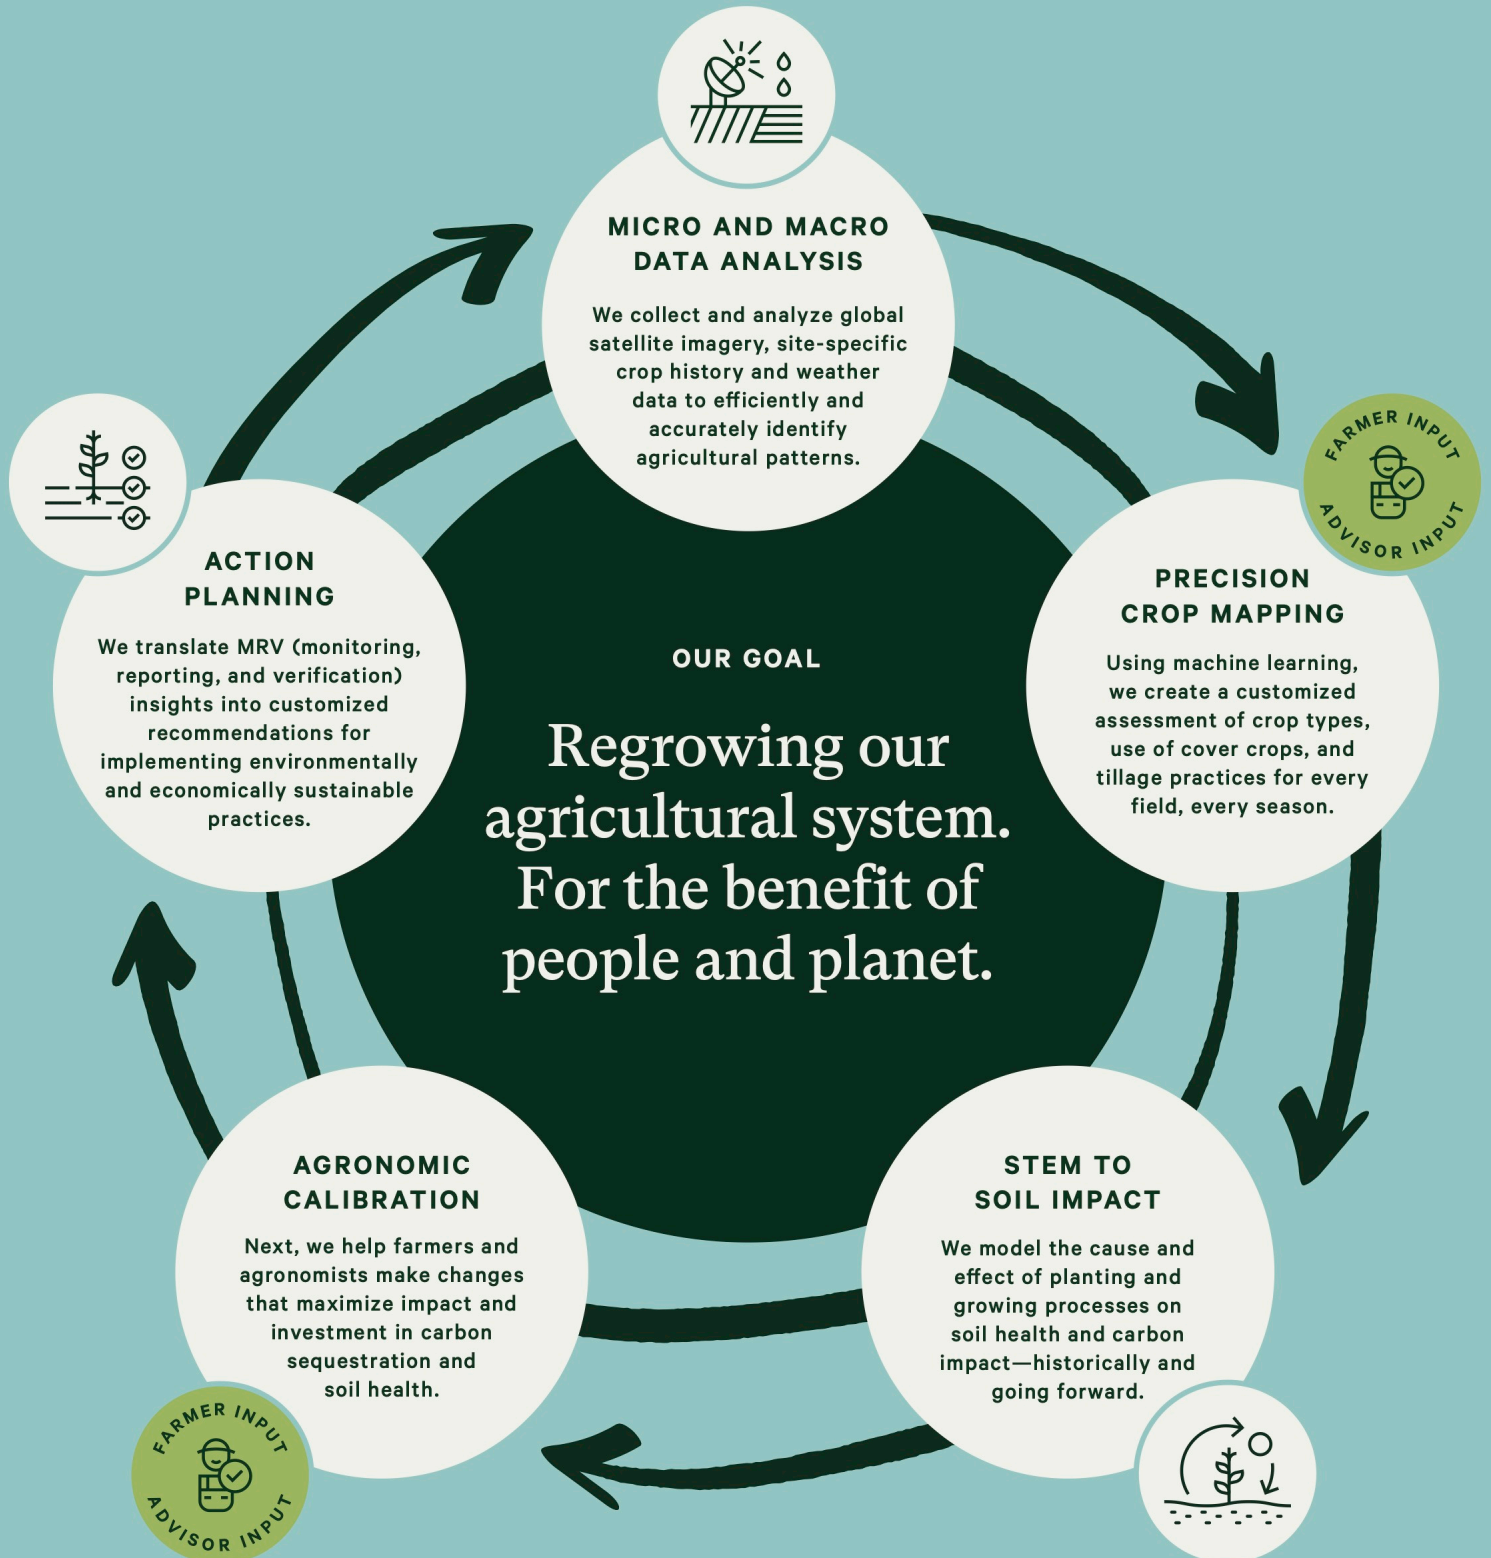 MICRO AND MACRO
DATA ANALYSIS
We collect and analyze global
satellite imagery, site-specific
crop history and weather
data to efficiently and
accurately identify
agricultural patterns.
FARMER INPUT
ADVISOR INPUT
PRECISION
CROP MAPPING
Using machine learning,
we create a customized
assessment of crop types,
use of cover crops, and
tillage practices for every
field, every season.
STEM TO
SOIL IMPACT
We model the cause and
effect of planting and
growing processes on
soil health and carbon
impact—historically and
going forward.
AGRONOMIC
CALIBRATION
Next, we help farmers and
agronomists make changes
that maximize impact and
investment in carbon
sequestration and
soil health.
FARMER INPUT
ADVISOR INPUT
ACTION
PLANNING
We translate MRV (monitoring,
reporting, and verification)
insights into customized
recommendations for
implementing environmentally
and economically sustainable
practices.
OUR GOAL
Regrowing our
agricultural system.
For the benefit of
people and planet.